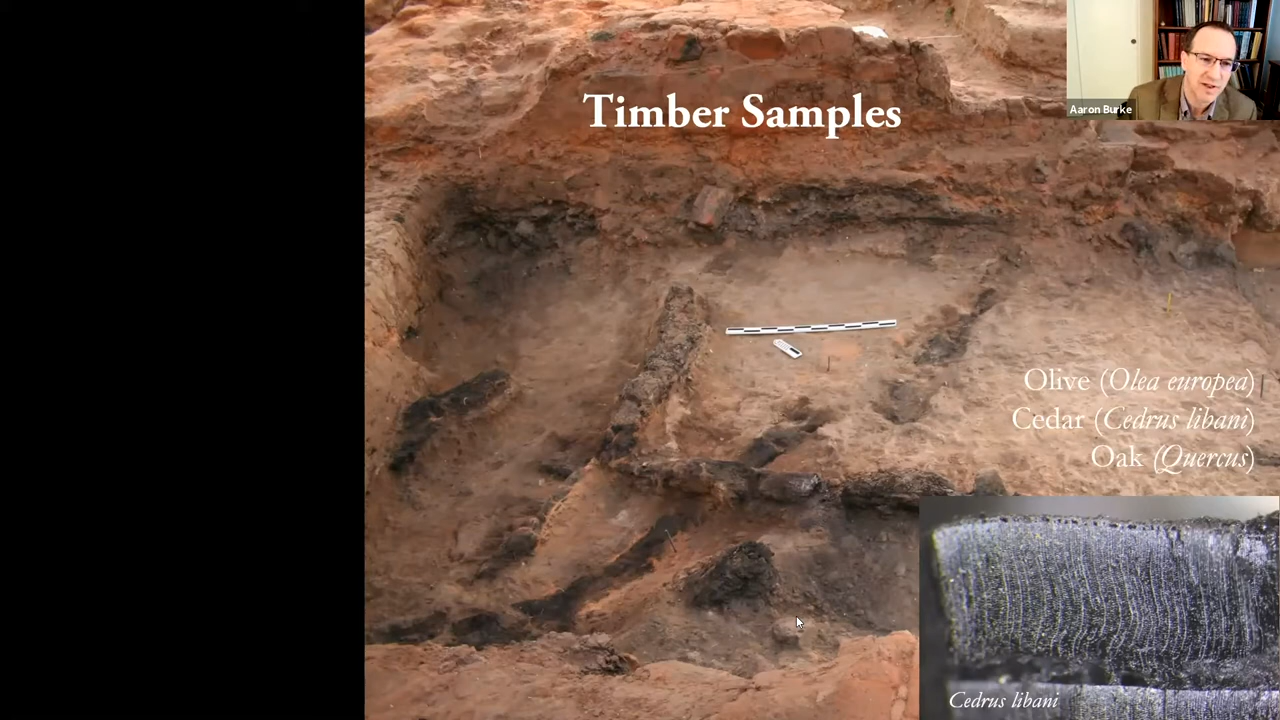 Timber Samples
Aaron Burke
Olive (Olea europea)
Cedar (Cedrus libani)
Oak (Quercus)
Cedrus libani